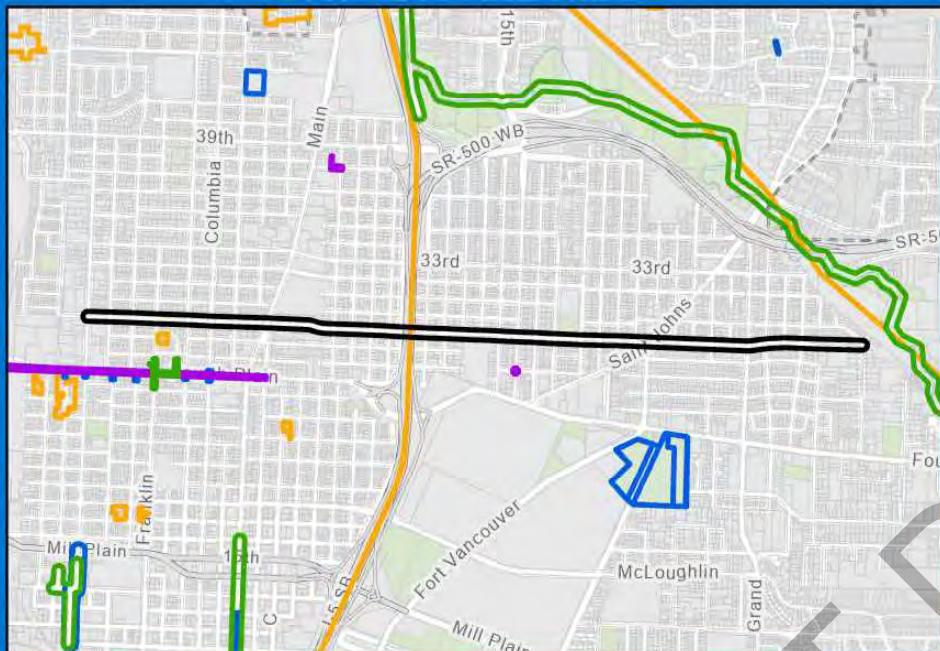 15th
39th
Main
SR-500 WB
Columbia
SR-5
33rd
33rd
Saint Johns
Plain
Fou
Franklin
Fort Vancouver
Mill Plain
15th
McLoughlin
I-5 SB
C
Grand
Mill Plain